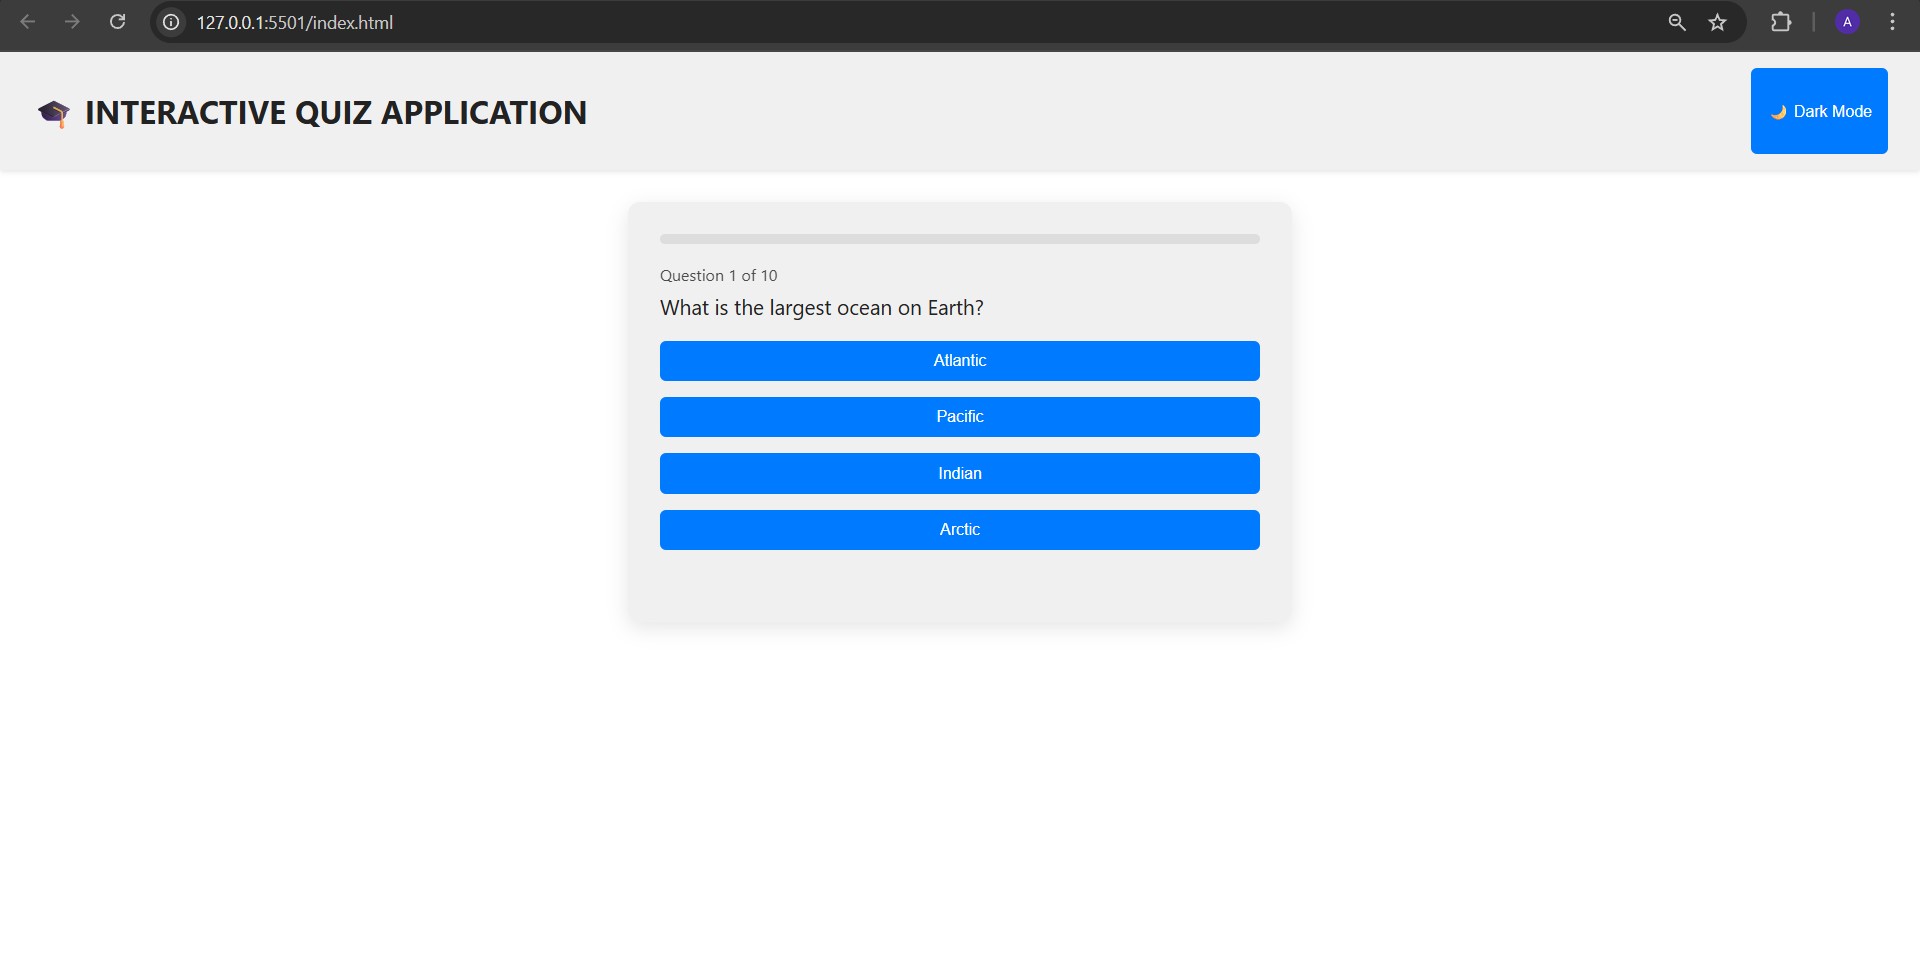 127.0.0.1:5501/index.html
A
INTERACTIVE QUIZ APPLICATION
Dark Mode
Question 1 of 10
What is the largest ocean on Earth?
Atlantic
Pacific
Indian
Arctic